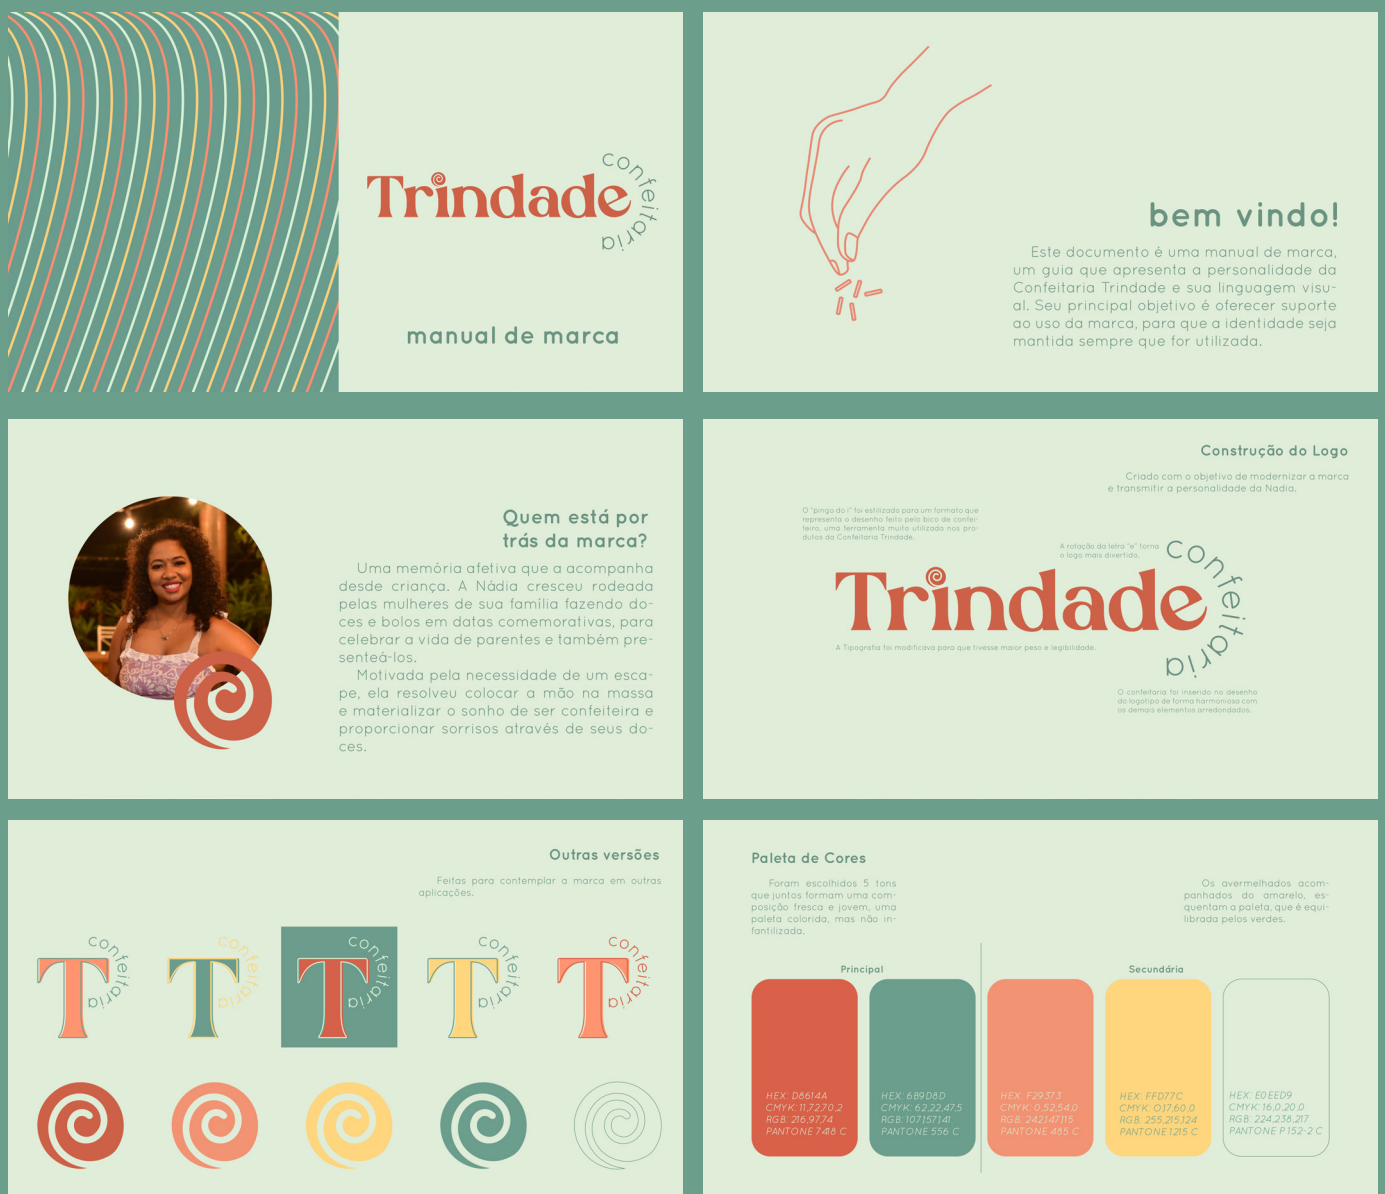 Trindade
confeitaria
manual de marca
bem vindo!
Este documento é uma manual de marca,
um guia que apresenta a personalidade da
Confeitaria Trindade e sua linguagem visu-
al. Seu principal objetivo é oferecer suporte
ao uso da marca, para que a identidade seja
mantida sempre que for utilizada.
Quem está por
trás da marca?
Uma memória afetiva que a acompanha
desde criança. A Nádia cresceu rodeada
pelas mulheres de sua família fazendo do-
ces e bolos em datas comemorativas, para
celebrar a vida de parentes e também pre-
senteá-los.
Motivada pela necessidade de um esca-
pe, ela resolveu colocar a mão na massa
e materializar o sonho de ser confeiteira e
proporcionar sorrisos através de seus do-
ces.
Construção do Logo
Criado com o objetivo de modernizar a marca
e transmitir a personalidade da Nadia.
O "pingo do i" foi estilizado para um formato que
representa o desenho feito pelo bico de confei-
teiro, uma ferramenta muito utilizada nos pro-
dutos da Confeitaria Trindade.
A rotação da letra "e" torna
o logo mais divertido.
Trindade
confeitaria
A Tipografia foi modificava para que tivesse maior peso e legibilidade.
O confeitaria foi inserido no desenho
do logotipo de forma harmoniosa com
os demais elementos arredondados.
Outras versões
Feitas para contemplar a marca em outras
aplicações.
T confeitaria
T confeitaria
T confeitaria
T confeitaria
T confeitaria
Paleta de Cores
Foram escolhidos 5 tons
que juntos formam uma com-
posição fresca e jovem, uma
paleta colorida, mas não in-
fantilizada.
Os avermelhados acom-
panhados do amarelo, es-
quentam a paleta, que é equi-
librada pelos verdes.
Principal
Secundária
HEX: D8614A
CMYK: 11,72,70,2
RGB: 216,97,74
PANTONE 7418 C
HEX: 6B9D8D
CMYK: 62,22,47,5
RGB: 107,157,141
PANTONE 556 C
HEX: F29373
CMYK: 0,52,54,0
RGB: 242,147,115
PANTONE 485 C
HEX: FFD77C
CMYK: 0,17,60,0
RGB: 255,215,124
PANTONE 1215 C
HEX: E0EED9
CMYK: 16,0,20,0
RGB: 224,238,217
PANTONE P 152-2 C